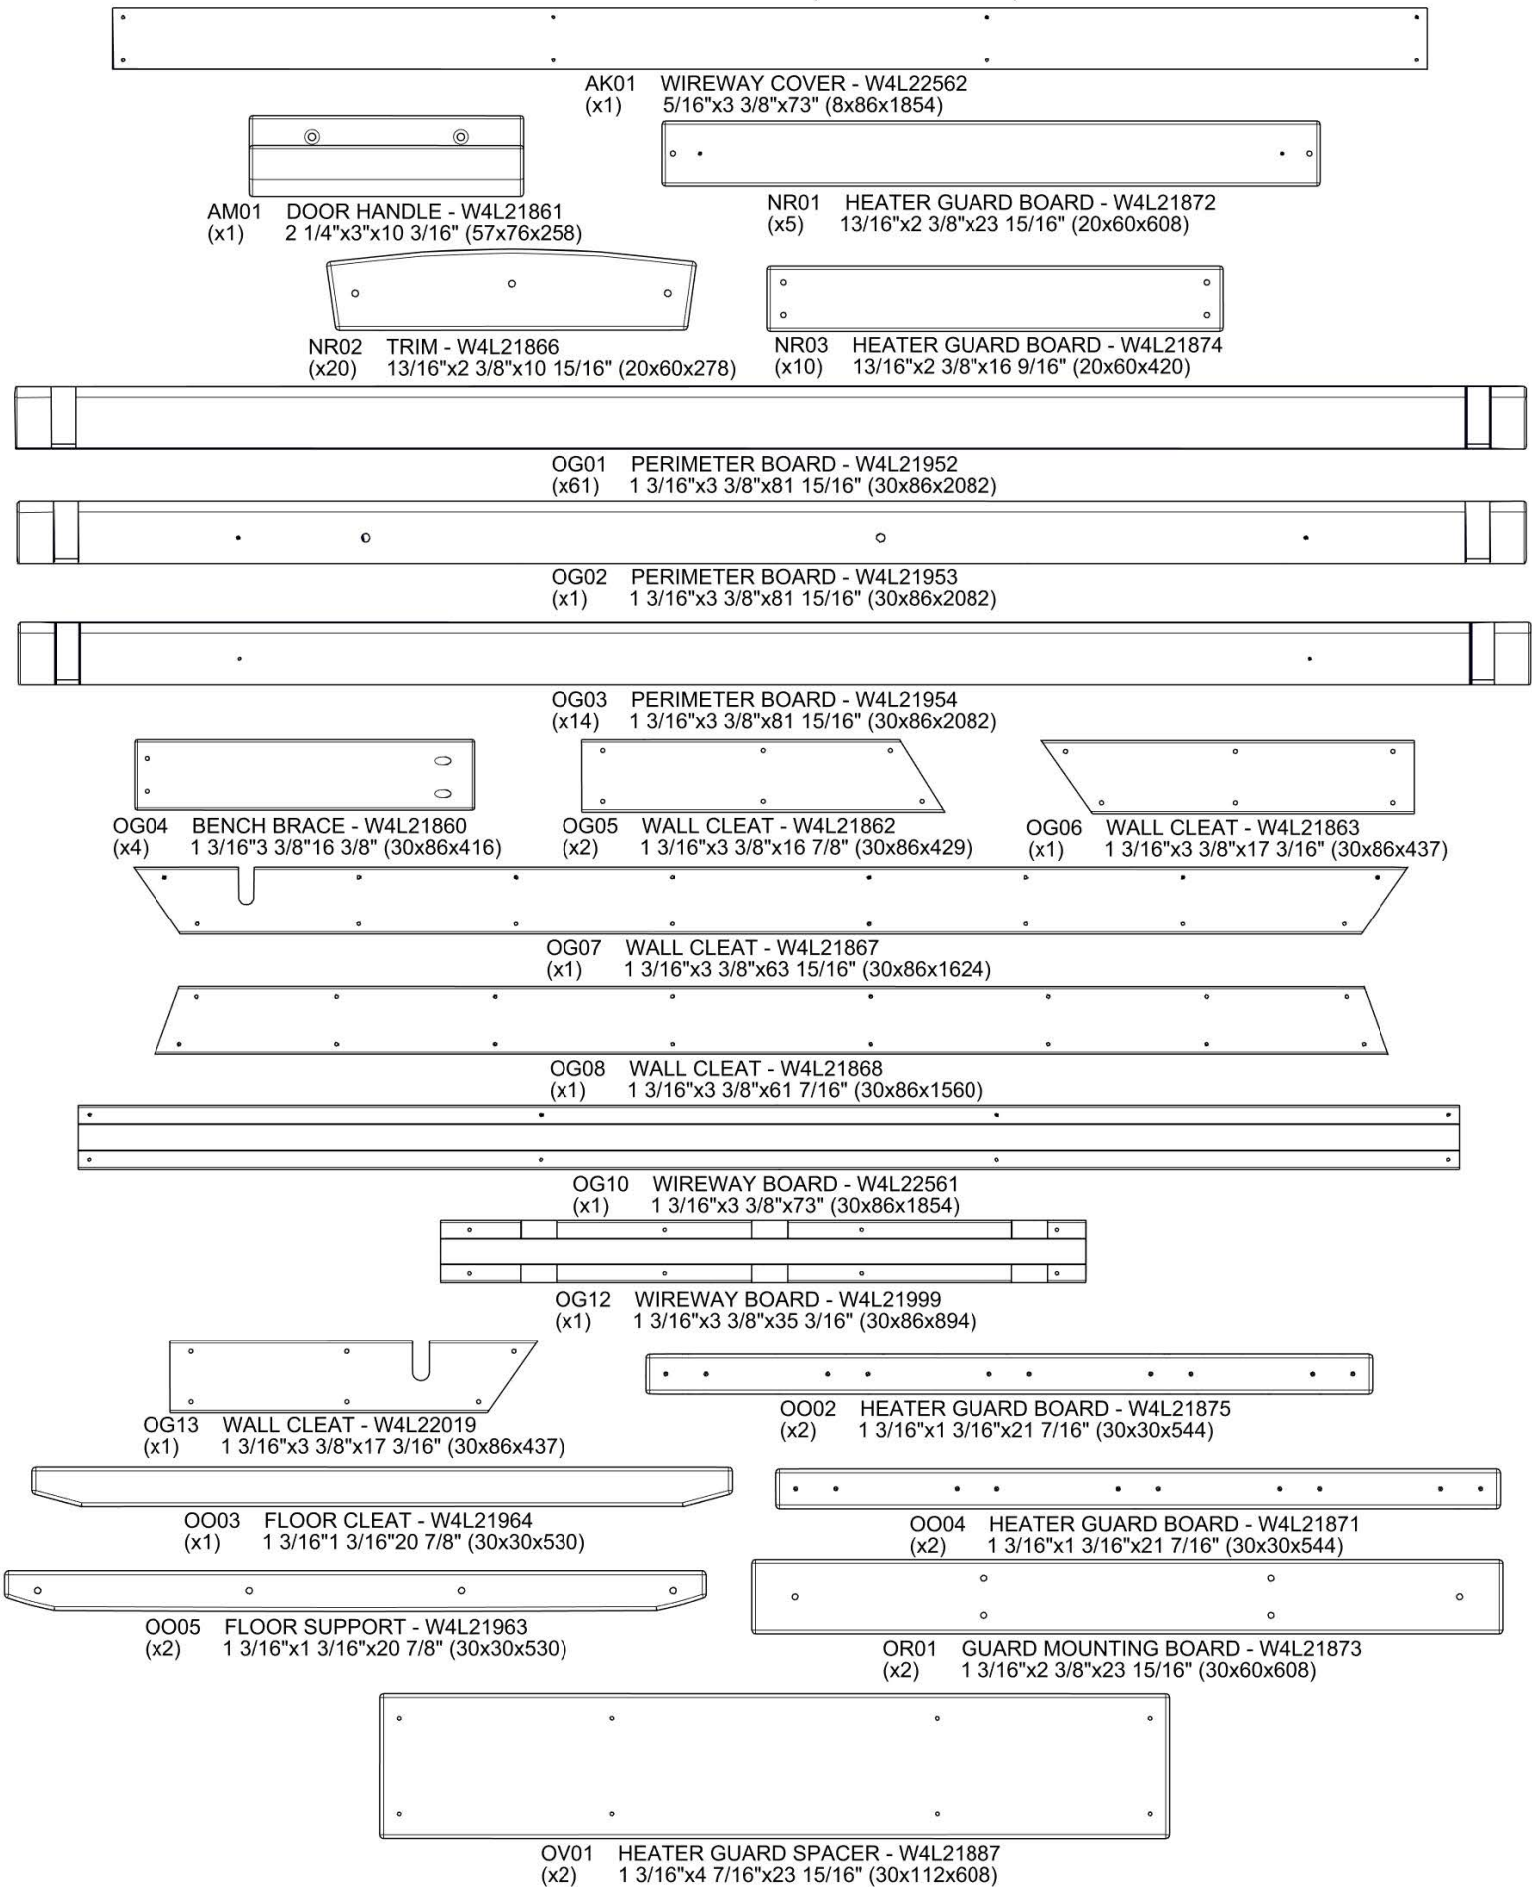 AK01 WIREWAY COVER - W4L22562
(x1) 5/16"x3 3/8"x73" (8x86x1854)
AM01 DOOR HANDLE - W4L21861
(x1) 2 1/4"x3"x10 3/16" (57x76x258)
NR01 HEATER GUARD BOARD - W4L21872
(x5) 13/16"x2 3/8"x23 15/16" (20x60x608)
NR02 TRIM - W4L21866
(x20) 13/16"x2 3/8"x10 15/16" (20x60x278)
NR03 HEATER GUARD BOARD - W4L21874
(x10) 13/16"x2 3/8"x16 9/16" (20x60x420)
OG01 PERIMETER BOARD - W4L21952
(x61) 1 3/16"x3 3/8"x81 15/16" (30x86x2082)
OG02 PERIMETER BOARD - W4L21953
(x1) 1 3/16"x3 3/8"x81 15/16" (30x86x2082)
OG03 PERIMETER BOARD - W4L21954
(x14) 1 3/16"x3 3/8"x81 15/16" (30x86x2082)
OG04 BENCH BRACE - W4L21860
(x4) 1 3/16"3 3/8"16 3/8" (30x86x416)
OG05 WALL CLEAT - W4L21862
(x2) 1 3/16"x3 3/8"x16 7/8" (30x86x429)
OG06 WALL CLEAT - W4L21863
(x1) 1 3/16"x3 3/8"x17 3/16" (30x86x437)
OG07 WALL CLEAT - W4L21867
(x1) 1 3/16"x3 3/8"x63 15/16" (30x86x1624)
OG08 WALL CLEAT - W4L21868
(x1) 1 3/16"x3 3/8"x61 7/16" (30x86x1560)
OG10 WIREWAY BOARD - W4L22561
(x1) 1 3/16"x3 3/8"x73" (30x86x1854)
OG12 WIREWAY BOARD - W4L21999
(x1) 1 3/16"x3 3/8"x35 3/16" (30x86x894)
OG13 WALL CLEAT - W4L22019
(x1) 1 3/16"x3 3/8"x17 3/16" (30x86x437)
OO02 HEATER GUARD BOARD - W4L21875
(x2) 1 3/16"x1 3/16"x21 7/16" (30x30x544)
OO03 FLOOR CLEAT - W4L21964
(x1) 1 3/16"1 3/16"20 7/8" (30x30x530)
OO04 HEATER GUARD BOARD - W4L21871
(x2) 1 3/16"x1 3/16"x21 7/16" (30x30x544)
OO05 FLOOR SUPPORT - W4L21963
(x2) 1 3/16"x1 3/16"x20 7/8" (30x30x530)
OR01 GUARD MOUNTING BOARD - W4L21873
(x2) 1 3/16"x2 3/8"x23 15/16" (30x60x608)
OV01 HEATER GUARD SPACER - W4L21887
(x2) 1 3/16"x4 7/16"x23 15/16" (30x112x608)